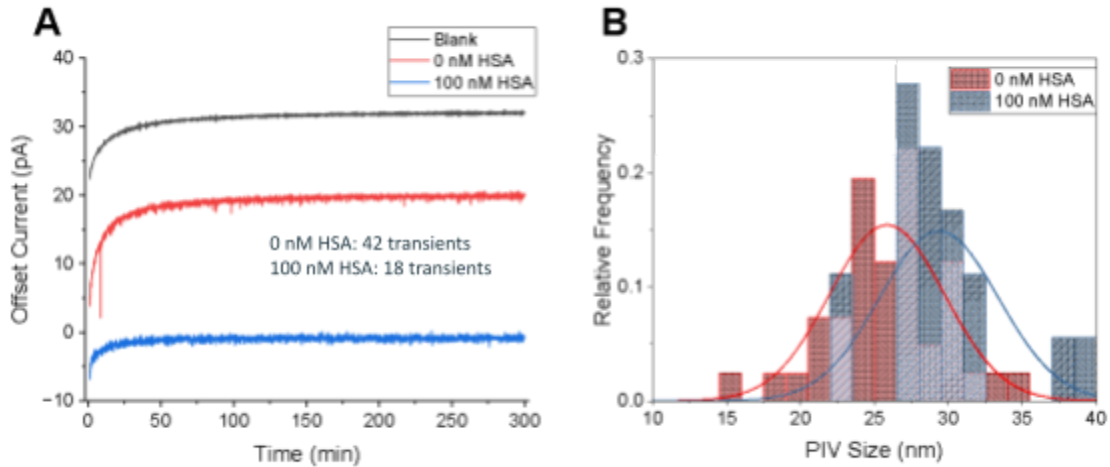 A
B
Blank
0 nM HSA
100 nM HSA
40
30
20
10
0
−10
Offset Current (pA)
0 nM HSA: 42 transients
100 nM HSA: 18 transients
0 50 100 150 200 250 300
Time (min)
0 nM HSA
100 nM HSA
0.3
0.2
0.1
0.0
Relative Frequency
10 15 20 25 30 35 40
PIV Size (nm)